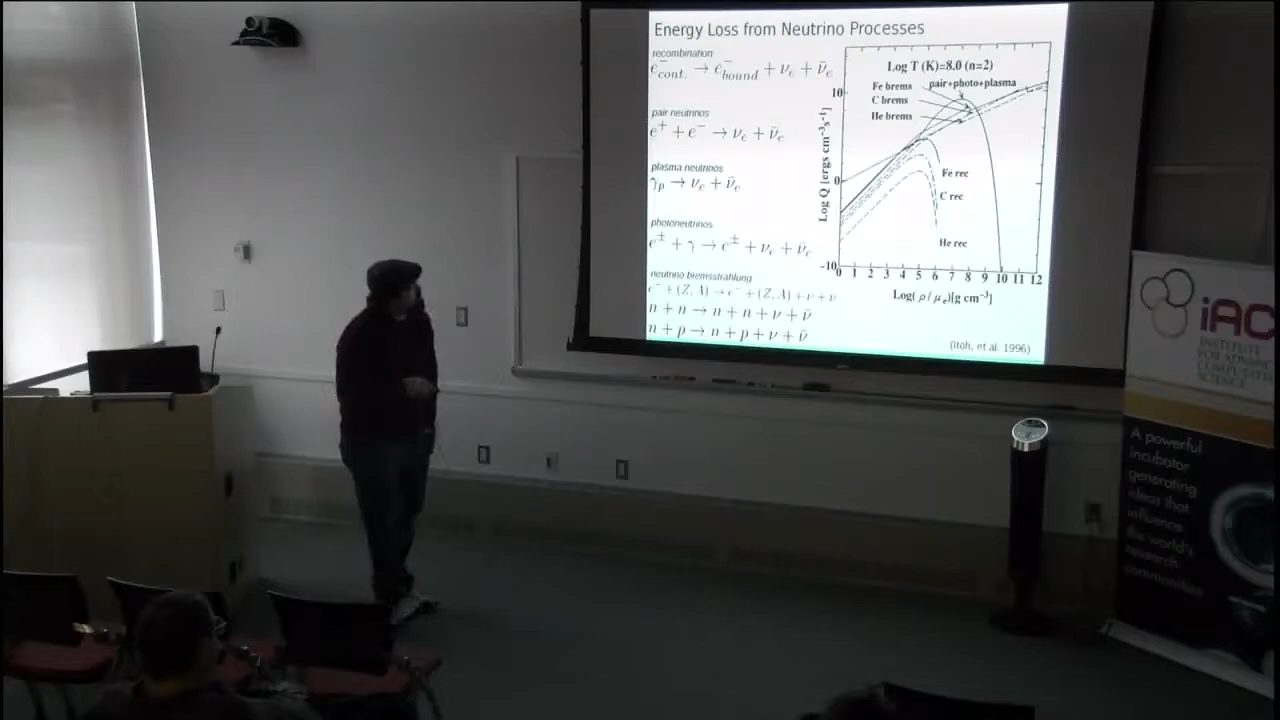 Energy Loss from Neutrino Processes
recombination
e⁻cont. → e⁻bound + νe + ν̄e
pair neutrinos
e⁺ + e⁻ → νe + ν̄e
plasma neutrinos
γp → νe + ν̄e
photoneutrinos
e± + γ → e± + νe + ν̄e
neutrino bremsstrahlung
e⁻ + (Z, A) → e⁻ + (Z, A) + ν + ν̄
n + n → n + n + ν + ν̄
n + p → n + p + ν + ν̄
Log T (K)=8.0 (n=2)
Fe brems
pair+photo+plasma
C brems
He brems
10
0
-10
Log Q [ergs cm⁻³s⁻¹]
Fe rec
C rec
He rec
0 1 2 3 4 5 6 7 8 9 10 11 12
Log( ρ / μe)[g cm⁻³]
(Itoh, et al. 1996)
iAC
INSTITUTE
FOR ADVANC
COMPUTATI
SCIENCE
A powerful
incubator
generating
ideas that
influence
the world's
research
communities